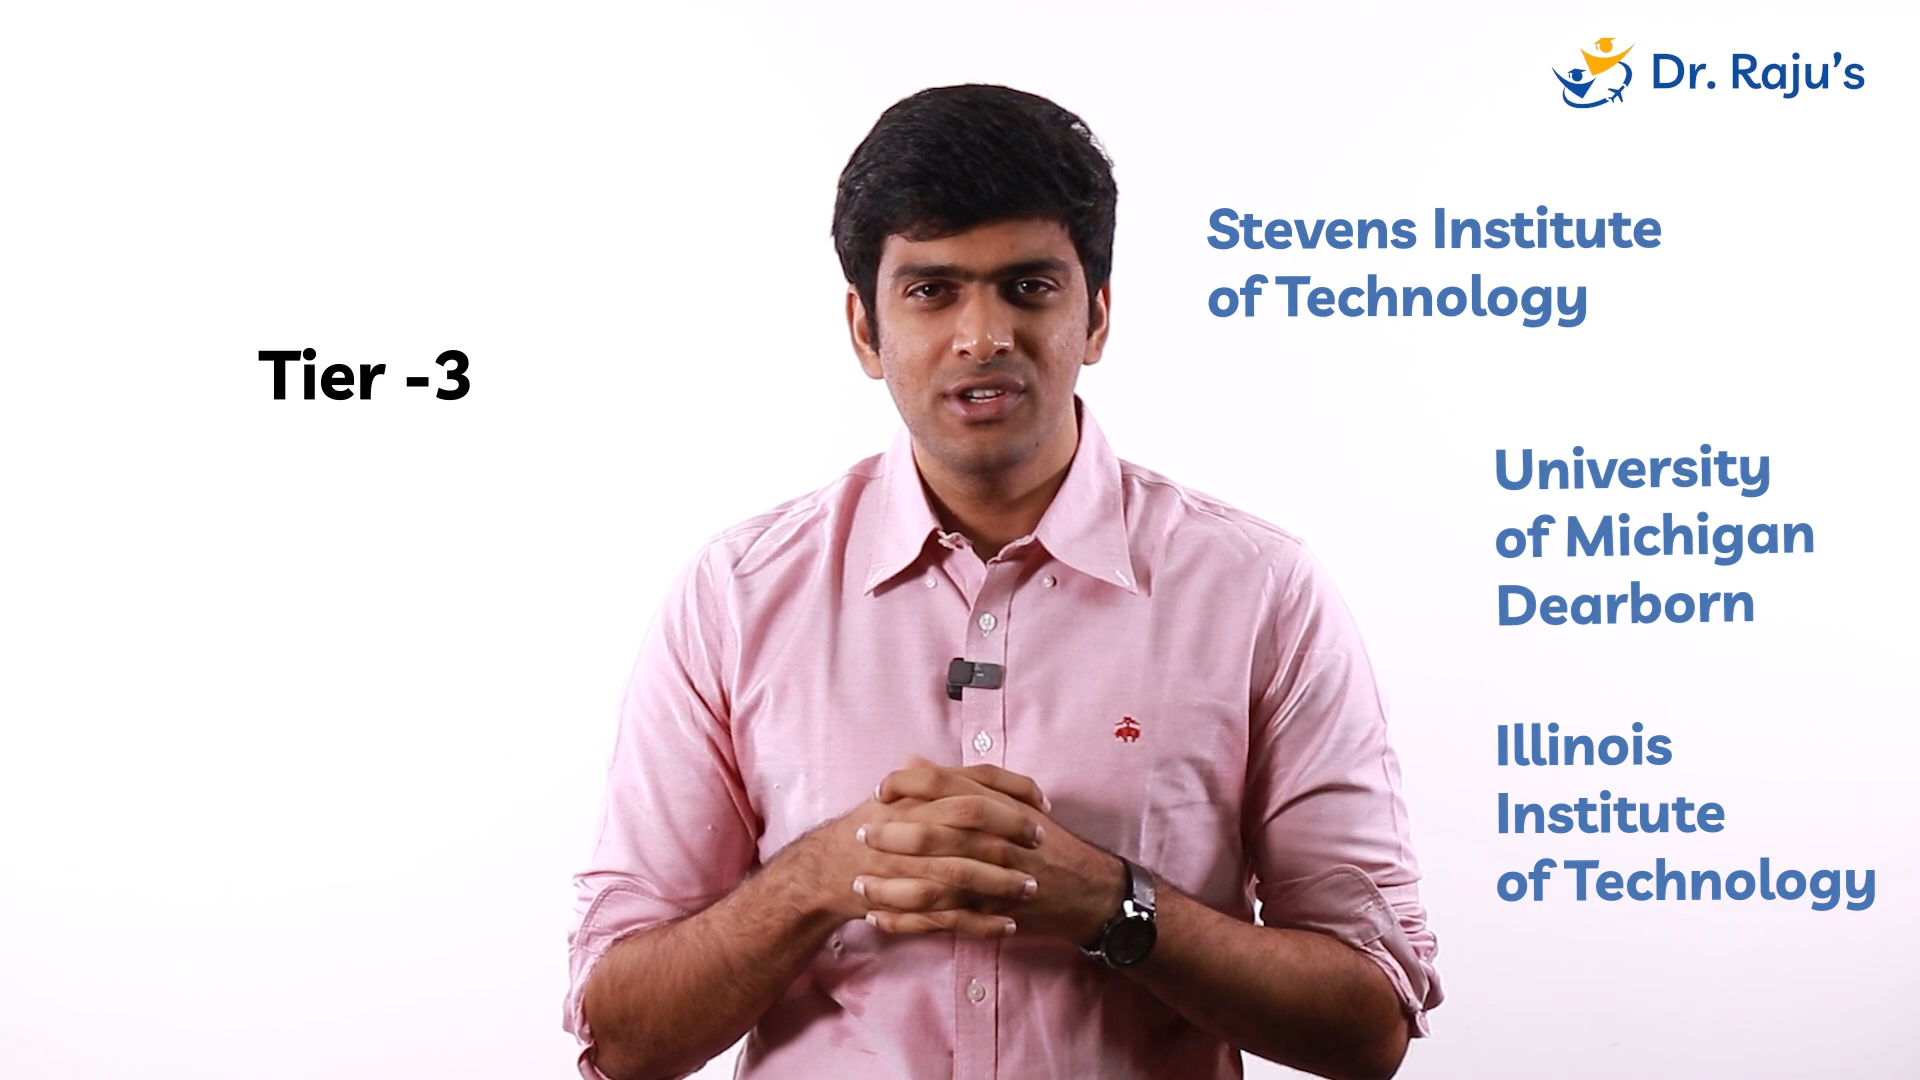 Dr. Raju's
Stevens Institute
of Technology
Tier -3
University
of Michigan
Dearborn
Illinois
Institute
of Technology